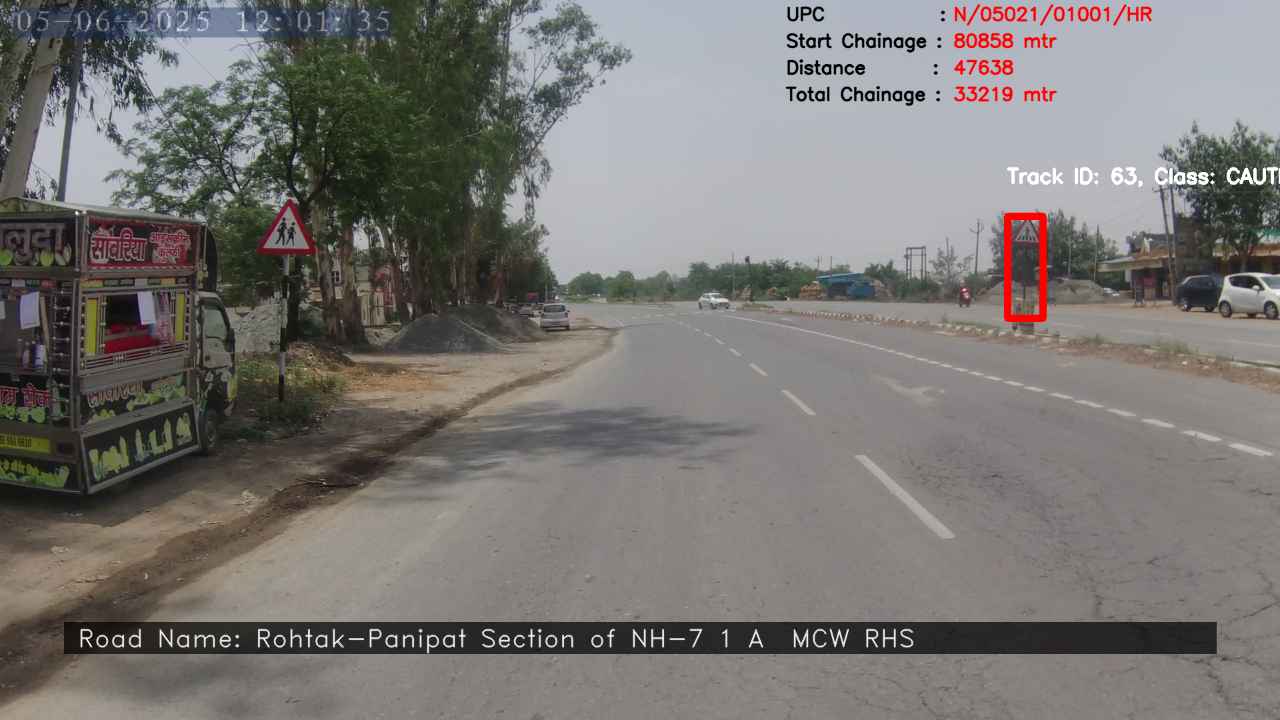 05-06-2025 12:01:35
UPC : N/05021/01001/HR
Start Chainage : 80858 mtr
Distance : 47638
Total Chainage : 33219 mtr
Track ID: 63, Class: CAUT
सांवरिया
Road Name: Rohtak-Panipat Section of NH-7 1 A MCW RHS